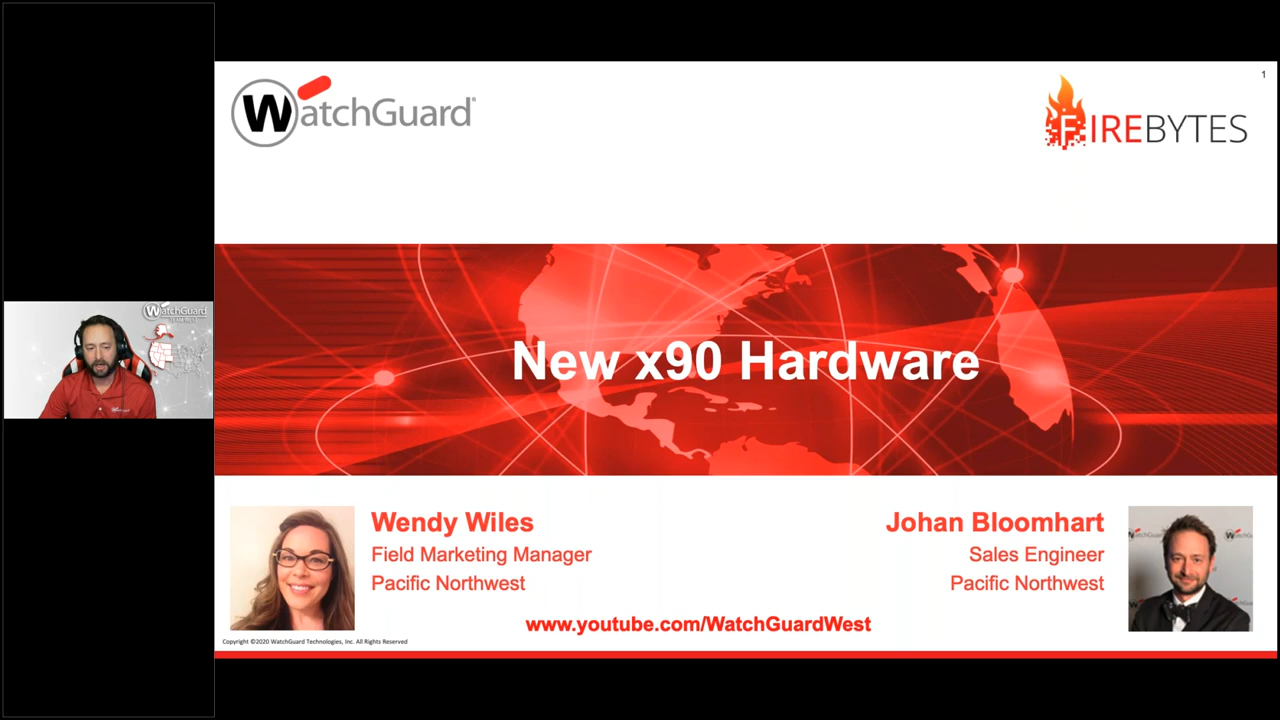 WatchGuard®
FIREBYTES
1
WatchGuard
New x90 Hardware
Wendy Wiles
Field Marketing Manager
Pacific Northwest
Johan Bloomhart
Sales Engineer
Pacific Northwest
www.youtube.com/WatchGuardWest
Copyright ©2020 WatchGuard Technologies, Inc. All Rights Reserved